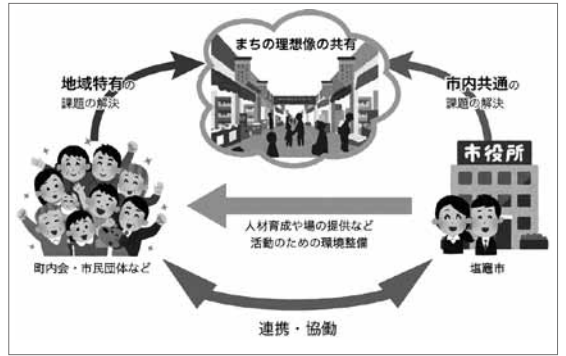 まちの理想像の共有
地域特有の
課題の解決
市内共通の
課題の解決
市役所
人材育成や場の提供など
活動のための環境整備
町内会・市民団体など
塩竈市
連携・協働